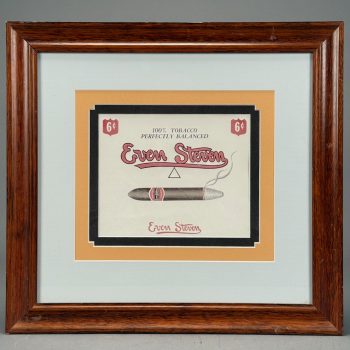 6¢ 6¢
100% TOBACCO
PERFECTLY BALANCED
Even Steven
Even Steven